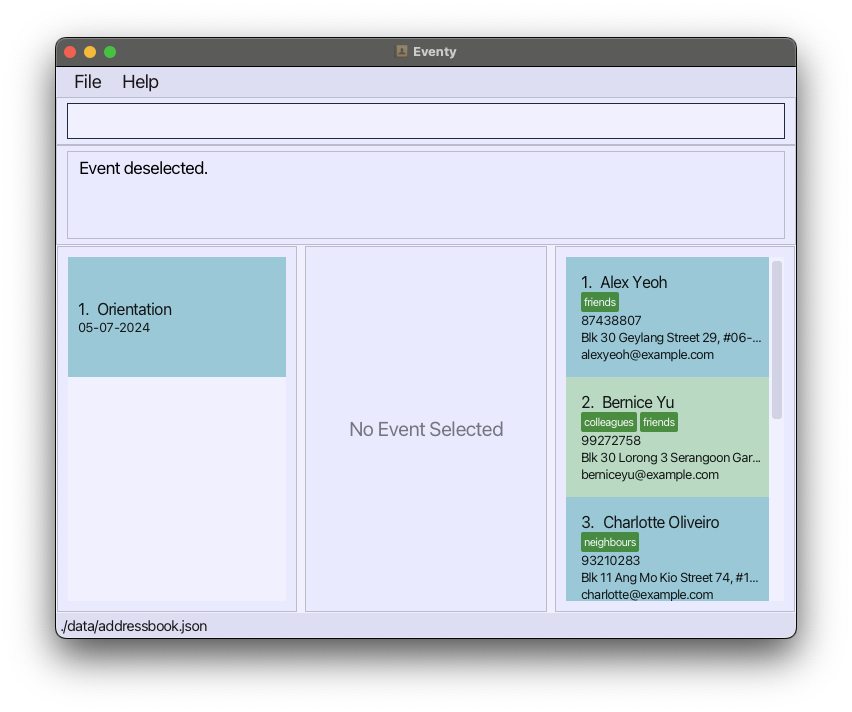 Eventy
File Help
Event deselected.
1. Orientation
05-07-2024
No Event Selected
1. Alex Yeoh
friends
87438807
Blk 30 Geylang Street 29, #06-...
alexyeoh@example.com
2. Bernice Yu
colleagues friends
99272758
Blk 30 Lorong 3 Serangoon Gar...
berniceyu@example.com
3. Charlotte Oliveiro
neighbours
93210283
Blk 11 Ang Mo Kio Street 74, #1...
charlotte@example.com
./data/addressbook.json